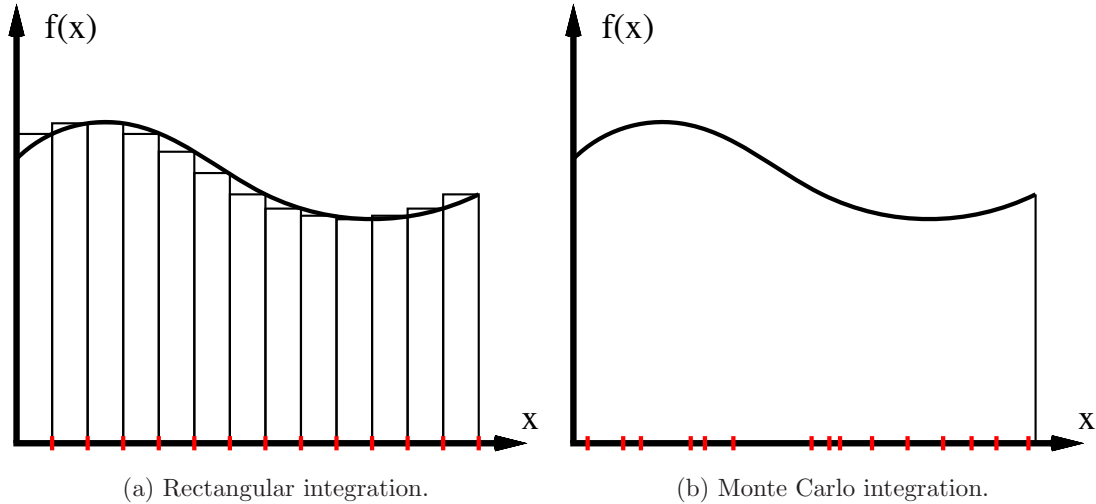 f(x)
x
(a) Rectangular integration.
f(x)
x
(b) Monte Carlo integration.